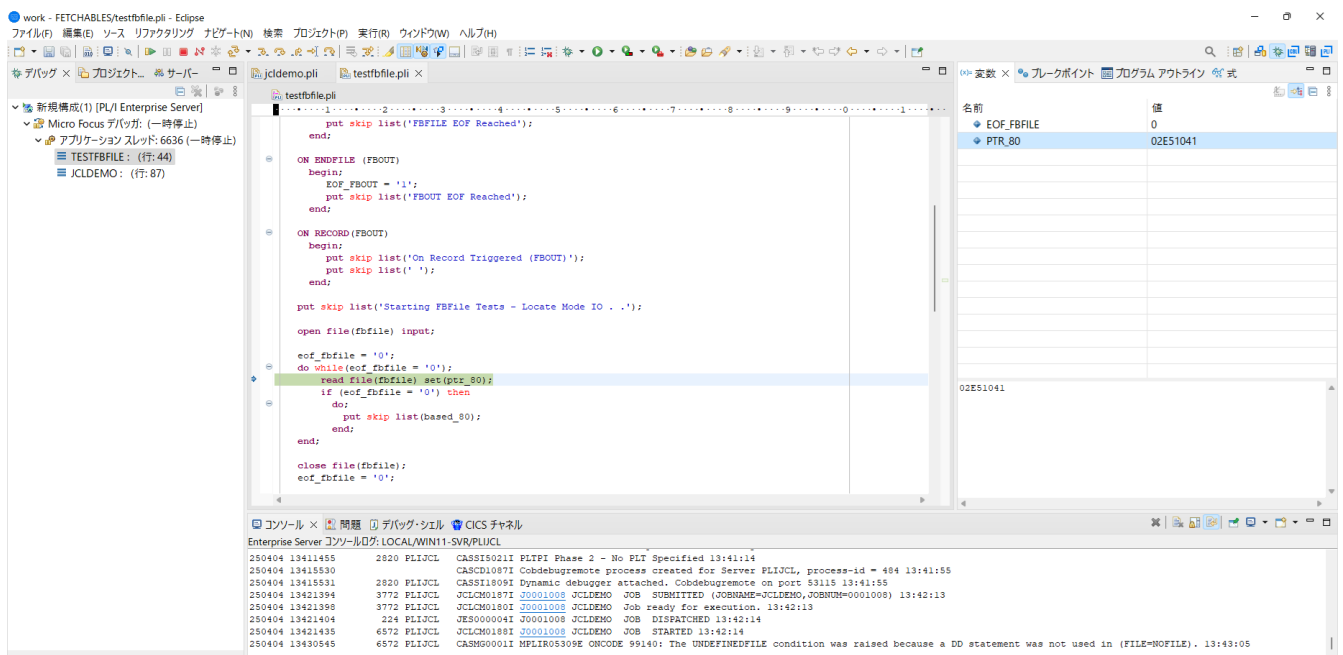 work - FETCHABLES/testfbfile.pli - Eclipse
ファイル(F) 編集(E) ソース リファクタリング ナビゲート(N) 検索 プロジェクト(P) 実行(R) ウィンドウ(W) ヘルプ(H)
デバッグ プロジェクト... サーバー
新規構成(1) [PL/I Enterprise Server]
Micro Focus デバッガ: (一時停止)
アプリケーション スレッド: 6636 (一時停止)
TESTFBFILE : (行: 44)
JCLDEMO : (行: 87)
jcldemo.pli testfbfile.pli
testfbfile.pli
put skip list('FBFILE EOF Reached');
end;
ON ENDFILE (FBOUT)
begin;
EOF_FBOUT = '1';
put skip list('FBOUT EOF Reached');
end;
ON RECORD(FBOUT)
begin;
put skip list('On Record Triggered (FBOUT)');
put skip list(' ');
end;
put skip list('Starting FBFile Tests - Locate Mode IO . .');
open file(fbfile) input;
eof_fbfile = '0';
do while(eof_fbfile = '0');
read file(fbfile) set(ptr_80);
if (eof_fbfile = '0') then
do;
put skip list(based_80);
end;
end;
close file(fbfile);
eof_fbfile = '0';
変数 ブレークポイント プログラム アウトライン 式
名前 値
EOF_FBFILE 0
PTR_80 02E51041
02E51041
コンソール 問題 デバッグ・シェル CICS チャネル
Enterprise Server コンソールログ: LOCAL/WIN11-SVR/PLIJCL
250404 13411455 2820 PLIJCL CASSI5021I PLTPI Phase 2 - No PLT Specified 13:41:14
250404 13415530 CASCD1087I Cobdebugremote process created for Server PLIJCL, process-id = 484 13:41:55
250404 13415531 2820 PLIJCL CASSI1809I Dynamic debugger attached. Cobdebugremote on port 53115 13:41:55
250404 13421394 3772 PLIJCL JCLCM0187I J0001008 JCLDEMO JOB SUBMITTED (JOBNAME=JCLDEMO,JOBNUM=0001008) 13:42:13
250404 13421398 3772 PLIJCL JCLCM0180I J0001008 JCLDEMO Job ready for execution. 13:42:13
250404 13421404 224 PLIJCL JES000004I J0001008 JCLDEMO JOB DISPATCHED 13:42:14
250404 13421435 6572 PLIJCL JCLCM0188I J0001008 JCLDEMO JOB STARTED 13:42:14
250404 13430545 6572 PLIJCL CASMG0001I MPLIR05309E ONCODE 99140: The UNDEFINEDFILE condition was raised because a DD statement was not used in (FILE=NOFILE). 13:43:05